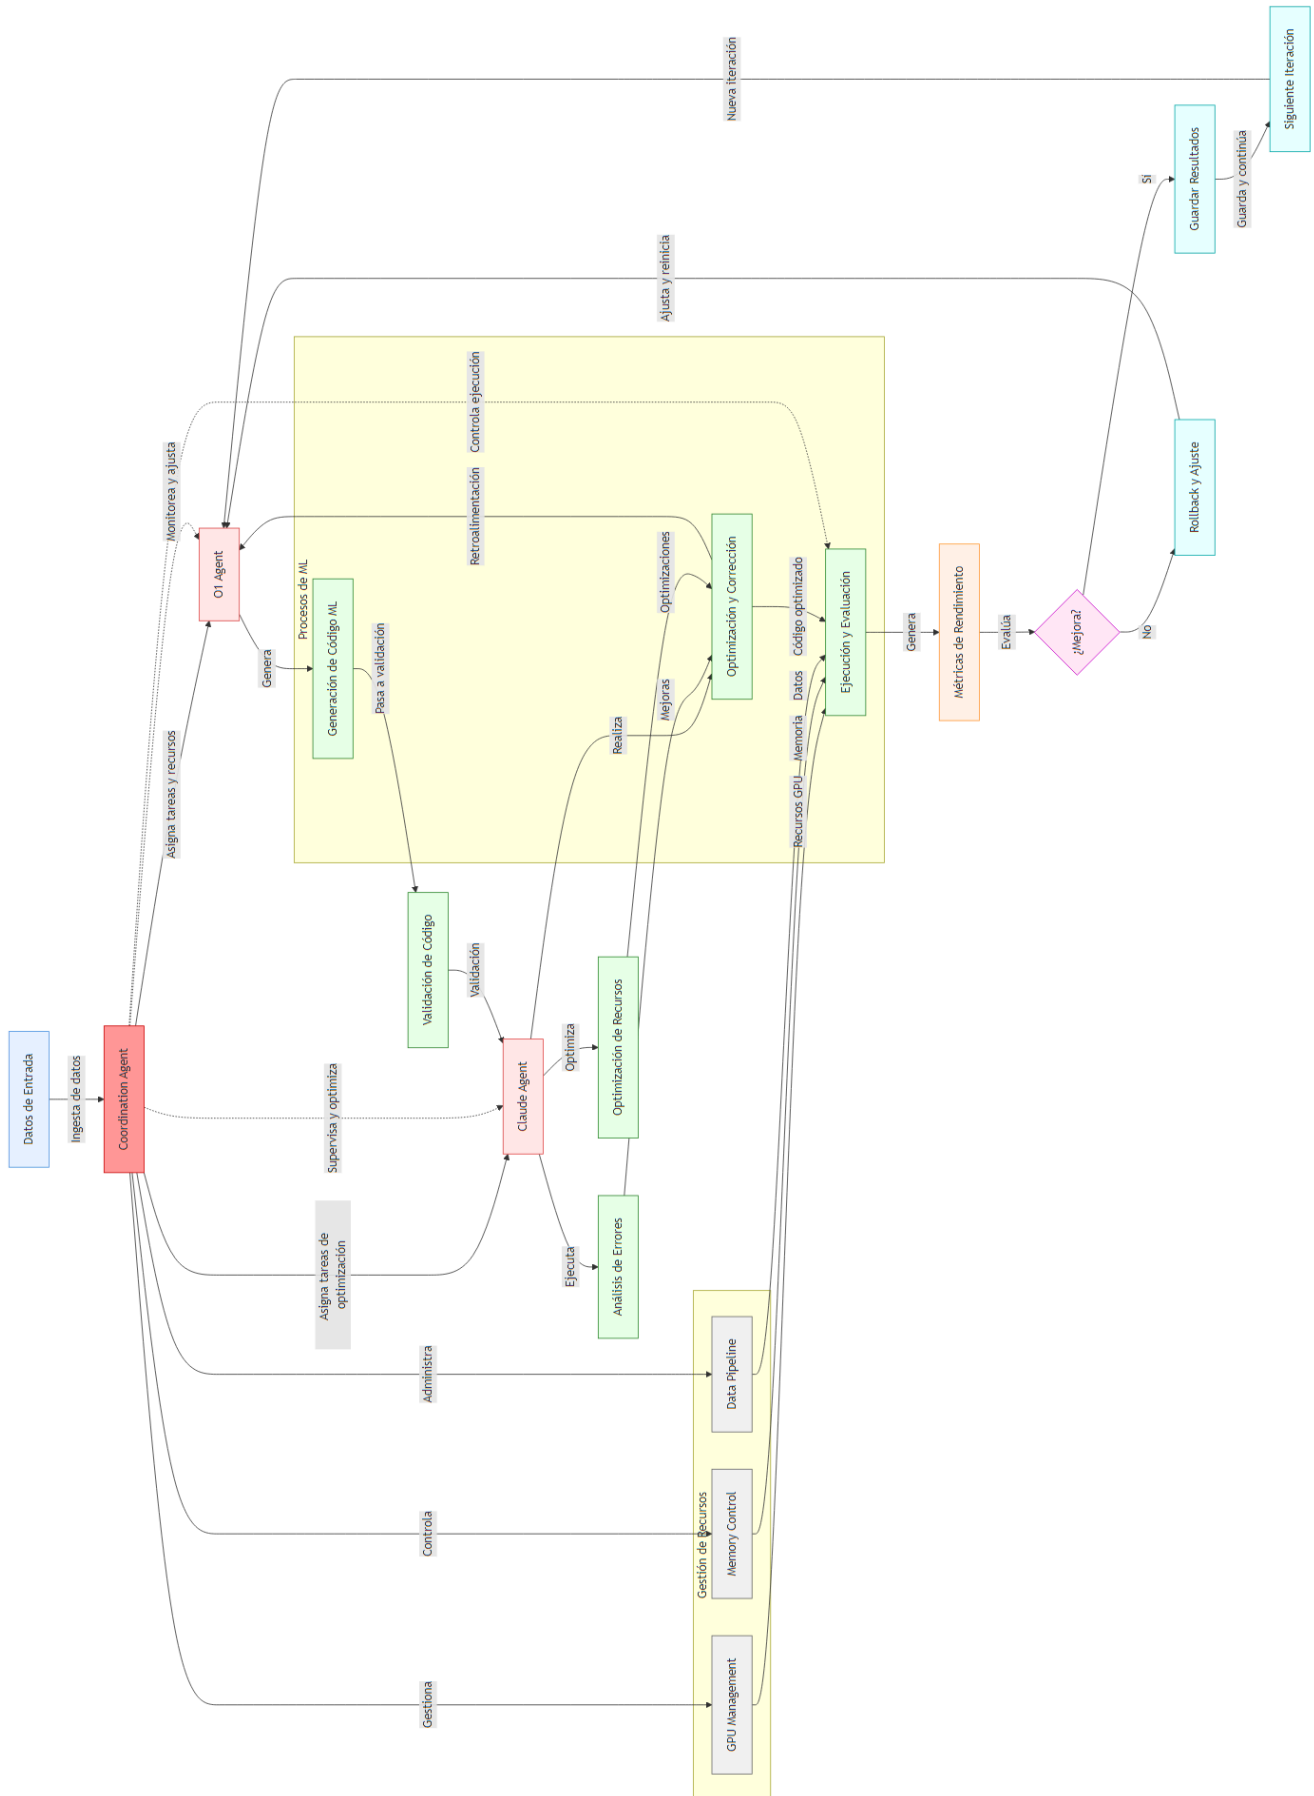 Datos de Entrada
Ingesta de datos
Coordination Agent
Monitorea y ajusta
Asigna tareas y recursos
O1 Agent
Genera
Procesos de ML
Generación de Código ML
Supervisa y optimiza
Asigna tareas de
optimización
Pasa a validación
Validación de Código
Administra
Controla
Gestiona
Controla ejecución
Retroalimentación
Validación
Claude Agent
Optimiza
Ejecuta
Realiza
Optimización de Recursos
Análisis de Errores
Ajusta y reinicia
Optimizaciones
Mejoras
Gestión de Recursos
Nueva iteración
Optimización y Corrección
Data Pipeline
Memory Control
GPU Management
Código optimizado
Datos
Memoria
Recursos GPU
Ejecución y Evaluación
Genera
Métricas de Rendimiento
Evalúa
¿Mejora?
Sí
No
Guardar Resultados
Rollback y Ajuste
Guarda y continúa
Siguiente Iteración